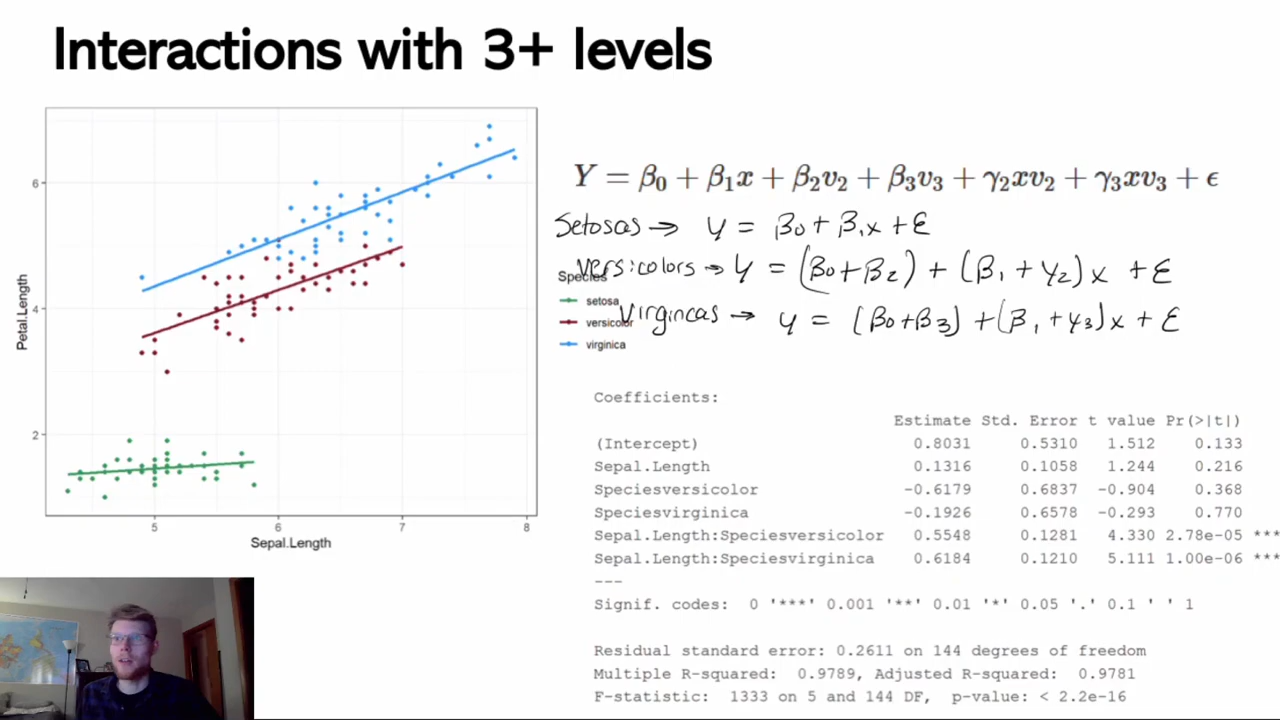 Interactions with 3+ levels
Y = β₀ + β₁x + β₂v₂ + β₃v₃ + γ₂xv₂ + γ₃xv₃ + ϵ
Setosas → y = β₀ + β₁x + ε
Versicolors → y = (β₀+β₂) + (β₁ + γ₂)x + ε
Virgincas → y = (β₀+β₃) + (β₁ + γ₃)x + ε
Petal.Length
6
4
2
5
6
7
8
Sepal.Length
Species
setosa
versicolor
virginica
Coefficients:
Estimate Std. Error t value Pr(>|t|)
(Intercept) 0.8031 0.5310 1.512 0.133
Sepal.Length 0.1316 0.1058 1.244 0.216
Speciesversicolor -0.6179 0.6837 -0.904 0.368
Speciesvirginica -0.1926 0.6578 -0.293 0.770
Sepal.Length:Speciesversicolor 0.5548 0.1281 4.330 2.78e-05 ***
Sepal.Length:Speciesvirginica 0.6184 0.1210 5.111 1.00e-06 ***
---
Signif. codes: 0 '***' 0.001 '**' 0.01 '*' 0.05 '.' 0.1 ' ' 1
Residual standard error: 0.2611 on 144 degrees of freedom
Multiple R-squared: 0.9789, Adjusted R-squared: 0.9781
F-statistic: 1333 on 5 and 144 DF, p-value: < 2.2e-16